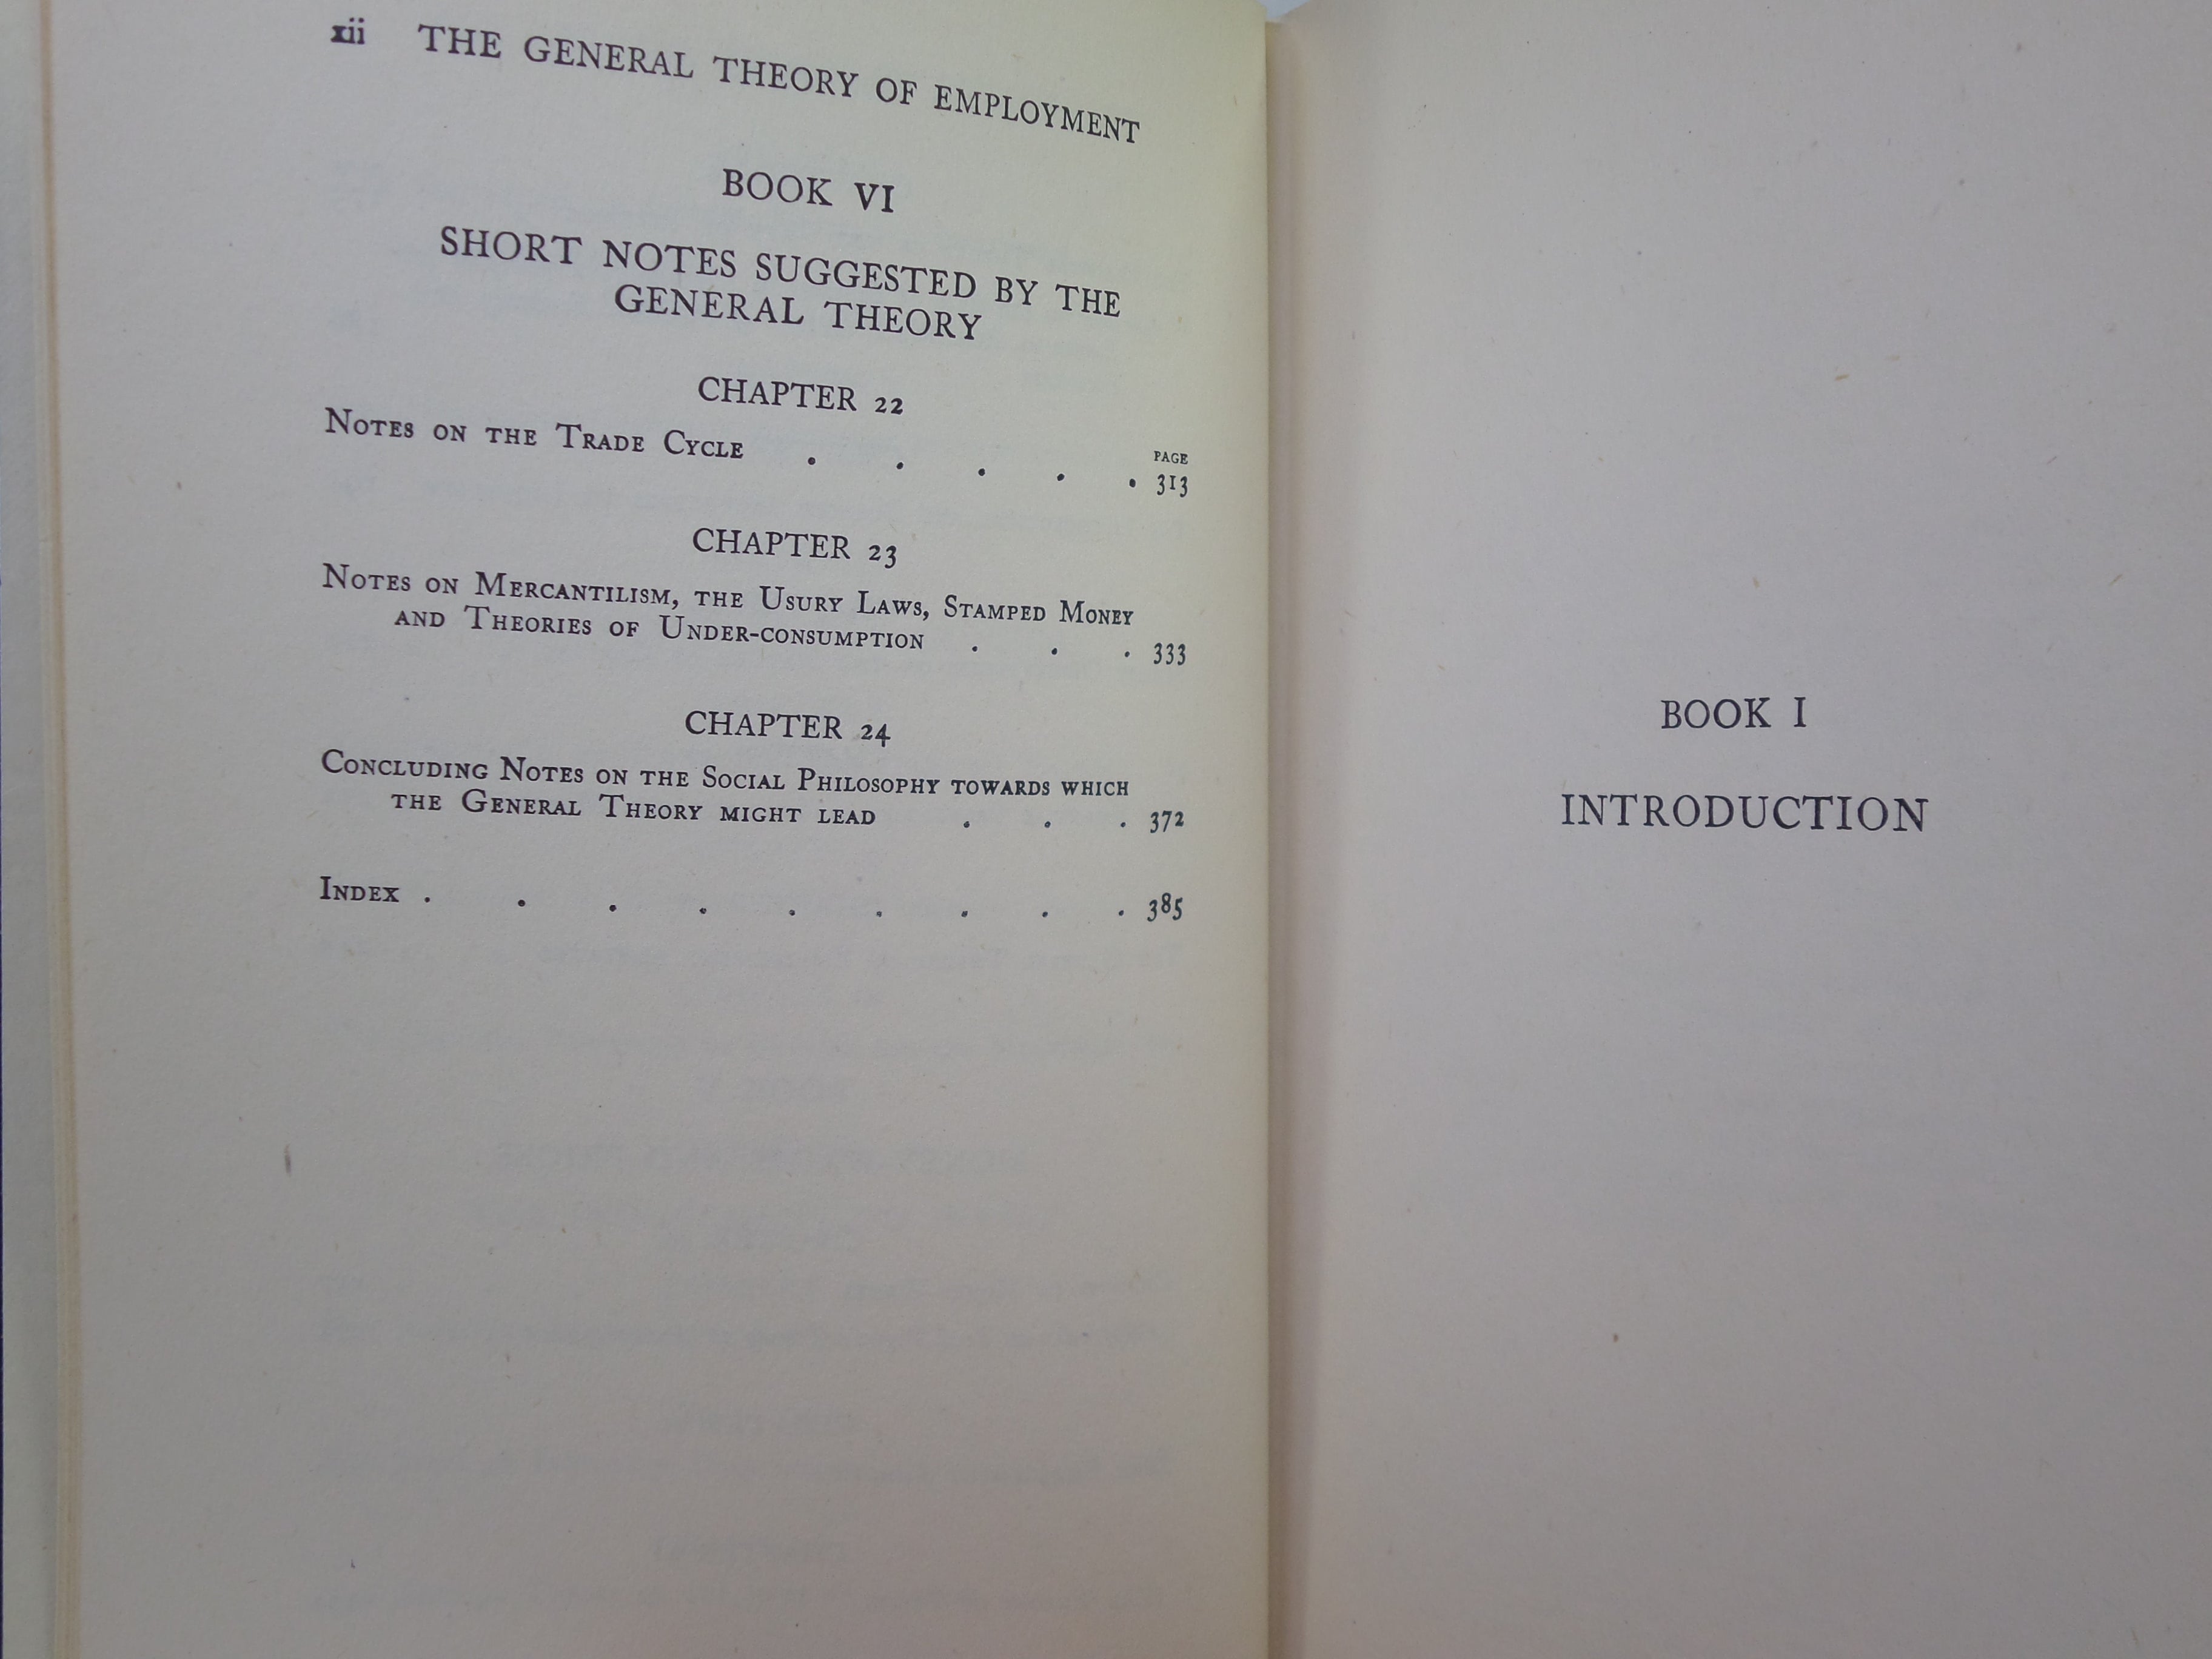 xii THE GENERAL THEORY OF EMPLOYMENT
BOOK VI
SHORT NOTES SUGGESTED BY THE
GENERAL THEORY
CHAPTER 22
PAGE
NOTES ON THE TRADE CYCLE . . . . . 313
CHAPTER 23
NOTES ON MERCANTILISM, THE USURY LAWS, STAMPED MONEY
AND THEORIES OF UNDER-CONSUMPTION . . . 333
CHAPTER 24
CONCLUDING NOTES ON THE SOCIAL PHILOSOPHY TOWARDS WHICH
THE GENERAL THEORY MIGHT LEAD . . . 372
INDEX . . . . . . . . . 385
BOOK I
INTRODUCTION